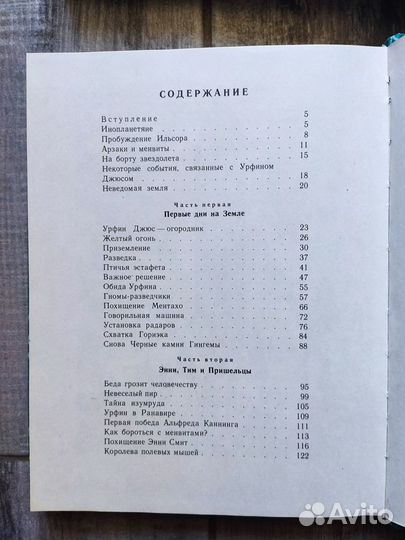 СОДЕРЖАНИЕ
Вступление . . . . . . . . . . 5
Инопланетяне . . . . . . . . . . 5
Пробуждение Ильсора . . . . . . . . 8
Арзаки и менвиты . . . . . . . . . 11
На борту звездолета . . . . . . . . 15
Некоторые события, связанные с Урфином
Джюсом . . . . . . . . . . 18
Неведомая земля . . . . . . . . . 20
Часть первая
Первые дни на Земле
Урфин Джюс — огородник . . . . . . . 23
Желтый огонь . . . . . . . . . 26
Приземление . . . . . . . . . . 30
Разведка . . . . . . . . . . 37
Птичья эстафета . . . . . . . . . 41
Важное решение . . . . . . . . . 47
Обида Урфина . . . . . . . . . 55
Гномы-разведчики . . . . . . . . . 57
Похищение Ментахо . . . . . . . . 66
Говорильная машина . . . . . . . . 72
Установка радаров . . . . . . . . 76
Схватка Гориэка . . . . . . . . . 84
Снова Черные камни Гингемы . . . . . . 88
Часть вторая
Энни, Тим и Пришельцы
Беда грозит человечеству . . . . . . . 95
Невеселый пир . . . . . . . . . 99
Тайна изумруда . . . . . . . . . 105
Урфин в Ранавире . . . . . . . . . 109
Первая победа Альфреда Каннинга . . . . . 111
Как бороться с менвитами? . . . . . . . 113
Похищение Энни Смит . . . . . . . . 116
Королева полевых мышей . . . . . . . 122
Avito